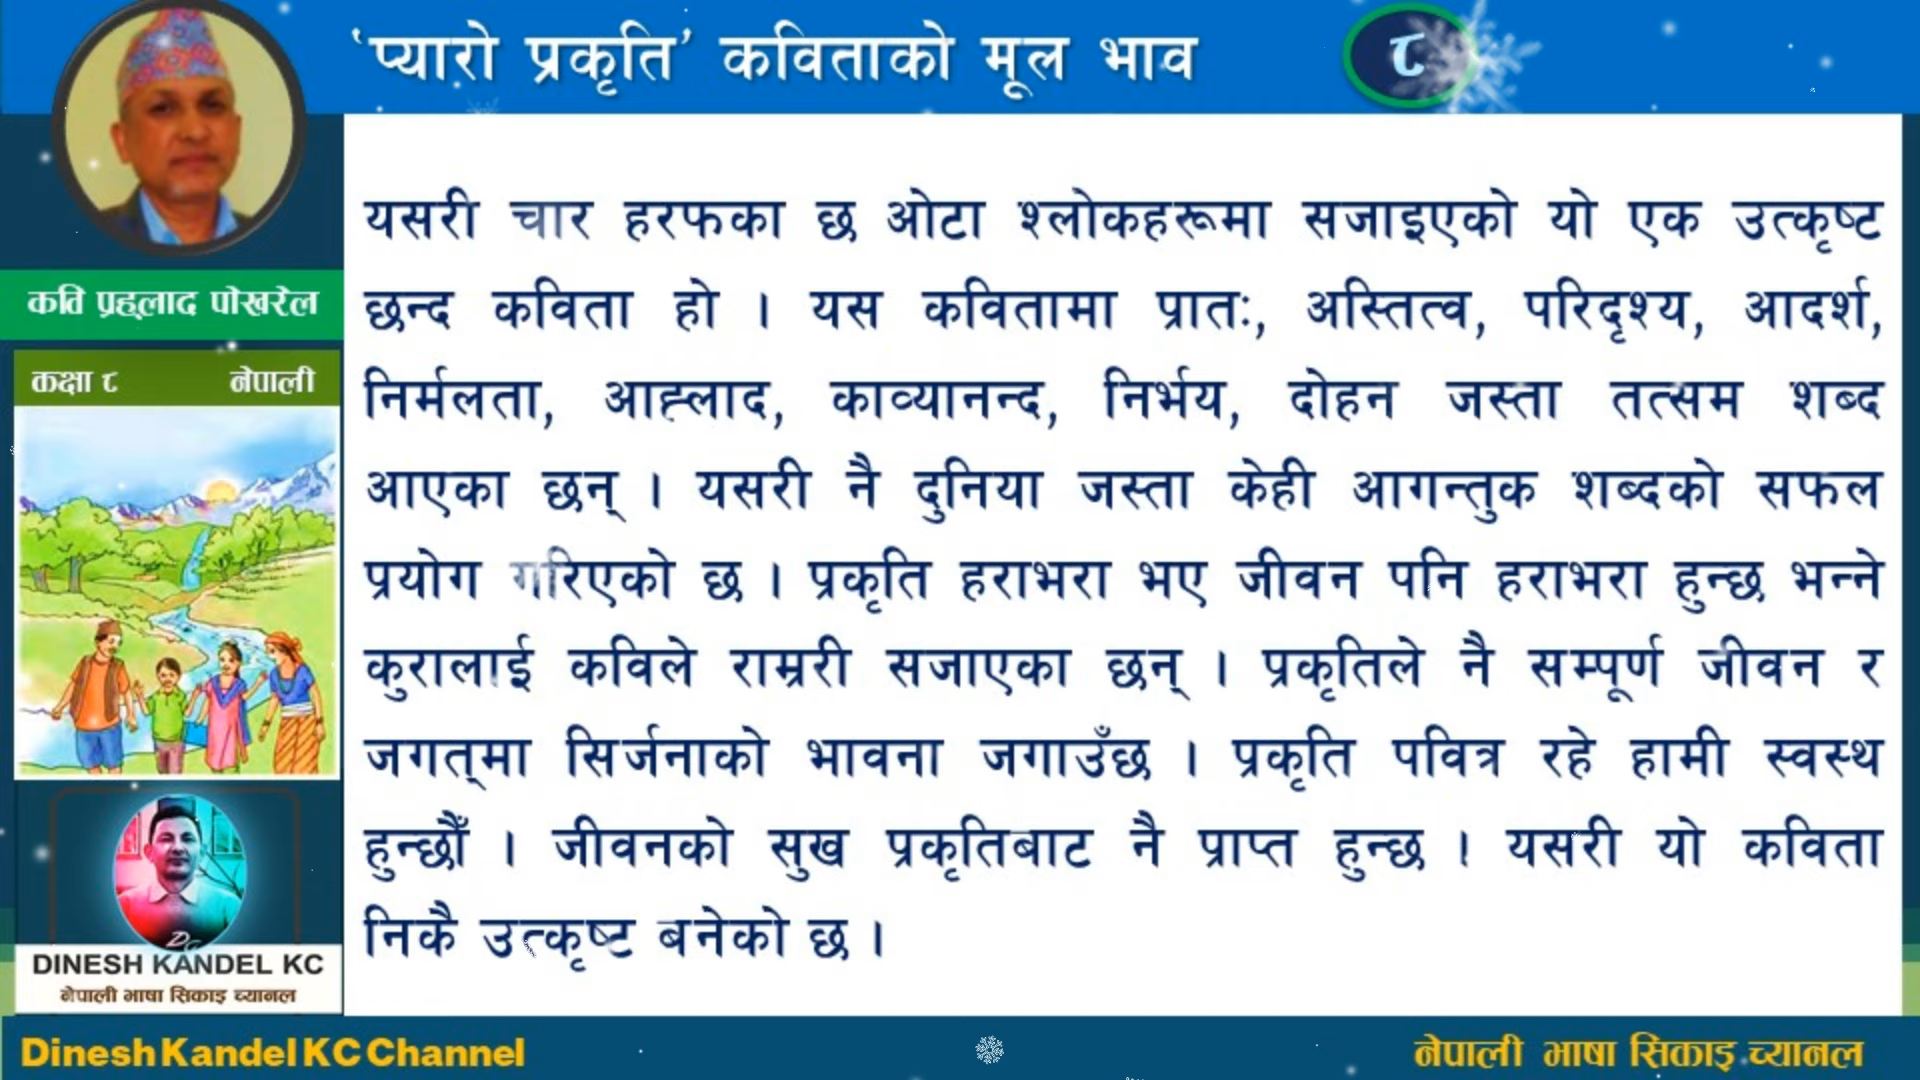 ‘प्यारो प्रकृति’ कविताको मूल भाव
८
यसरी चार हरफका छ ओटा श्लोकहरूमा सजाइएको यो एक उत्कृष्ट
छन्द कविता हो । यस कवितामा प्रातः, अस्तित्व, परिदृश्य, आदर्श,
निर्मलता, आह्लाद, काव्यानन्द, निर्भय, दोहन जस्ता तत्सम शब्द
आएका छन् । यसरी नै दुनिया जस्ता केही आगन्तुक शब्दको सफल
प्रयोग गरिएको छ । प्रकृति हराभरा भए जीवन पनि हराभरा हुन्छ भन्ने
कुरालाई कविले राम्ररी सजाएका छन् । प्रकृतिले नै सम्पूर्ण जीवन र
जगत्‌मा सिर्जनाको भावना जगाउँछ । प्रकृति पवित्र रहे हामी स्वस्थ
हुन्छौँ । जीवनको सुख प्रकृतिबाट नै प्राप्त हुन्छ । यसरी यो कविता
निकै उत्कृष्ट बनेको छ ।
कवि प्रह्लाद पोखरेल
कक्षा ८ नेपाली
DINESH KANDEL KC
नेपाली भाषा सिकाइ च्यानल
Dinesh Kandel KC Channel
नेपाली भाषा सिकाइ च्यानल